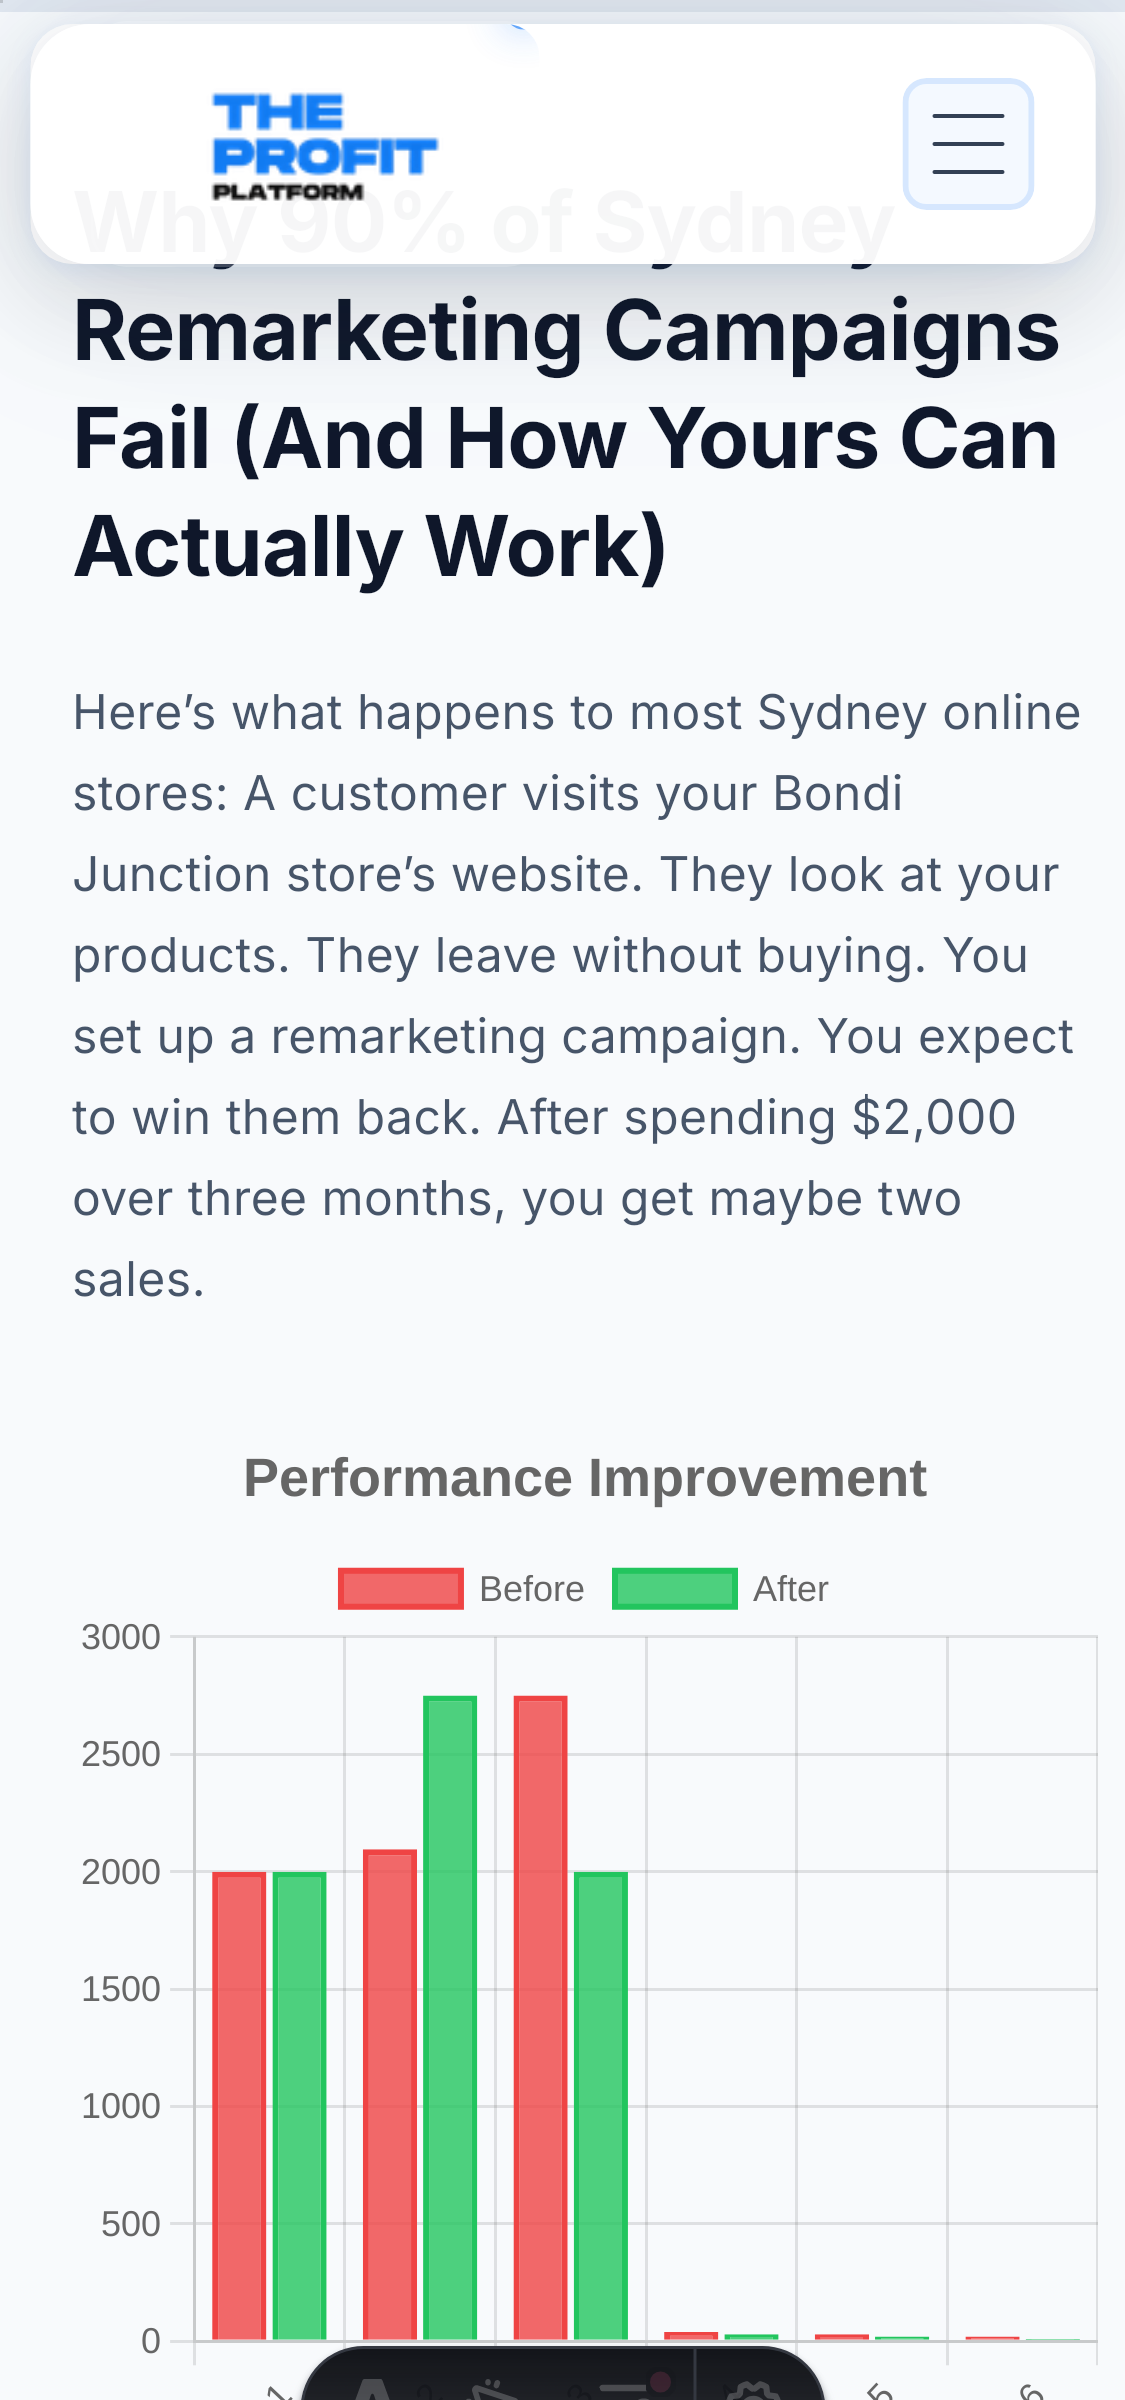 THE
PROFIT
PLATFORM
Why 90% of Sydney
Remarketing Campaigns
Fail (And How Yours Can
Actually Work)
Here’s what happens to most Sydney online
stores: A customer visits your Bondi
Junction store’s website. They look at your
products. They leave without buying. You
set up a remarketing campaign. You expect
to win them back. After spending $2,000
over three months, you get maybe two
sales.
Performance Improvement
Before After
3000
2500
2000
1500
1000
500
0
1
5
6